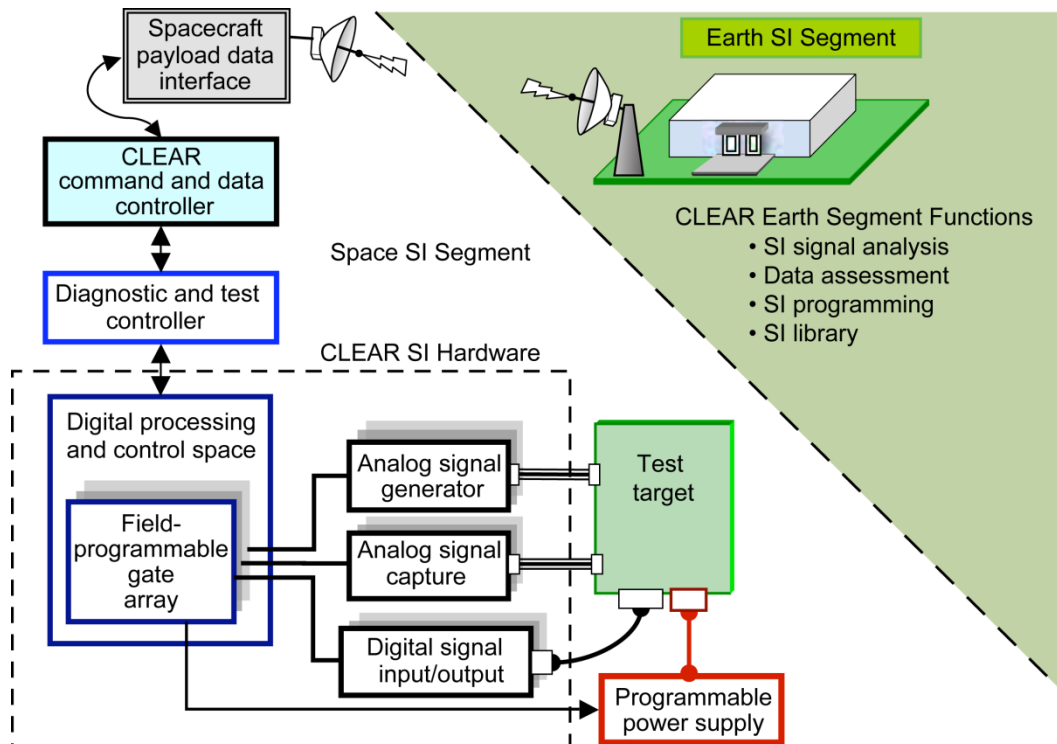 Spacecraft
payload data
interface
Earth SI Segment
CLEAR
command and data
controller
CLEAR Earth Segment Functions
• SI signal analysis
• Data assessment
• SI programming
• SI library
Space SI Segment
Diagnostic and test
controller
CLEAR SI Hardware
Digital processing
and control space
Field-
programmable
gate
array
Analog signal
generator
Analog signal
capture
Digital signal
input/output
Test
target
Programmable
power supply